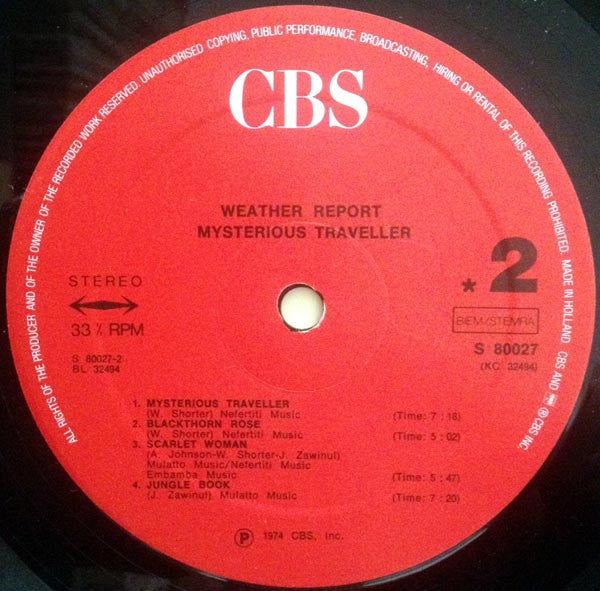 ALL RIGHTS OF THE PRODUCER AND OF THE OWNER OF THE RECORDED WORK RESERVED. UNAUTHORISED COPYING, PUBLIC PERFORMANCE, BROADCASTING, HIRING OR RENTAL OF THIS RECORDING PROHIBITED. MADE IN HOLLAND. CBS AND ℗ CBS INC.
CBS
WEATHER REPORT
MYSTERIOUS TRAVELLER
STEREO
33 ⅓ RPM
S 80027-2
BL 32494
* 2
BIEM/STEMRA
S 80027
(KC 32494)
1. MYSTERIOUS TRAVELLER
(W. Shorter) Nefertiti Music (Time: 7 : 18)
2. BLACKTHORN ROSE
(W. Shorter) Nefertiti Music (Time: 5 : 02)
3. SCARLET WOMAN
(A. Johnson-W. Shorter-J. Zawinul)
Mulatto Music/Nefertiti Music
Embamba Music (Time: 5 : 47)
4. JUNGLE BOOK
(J. Zawinul) Mulatto Music (Time: 7 : 20)
℗ 1974 CBS, Inc.